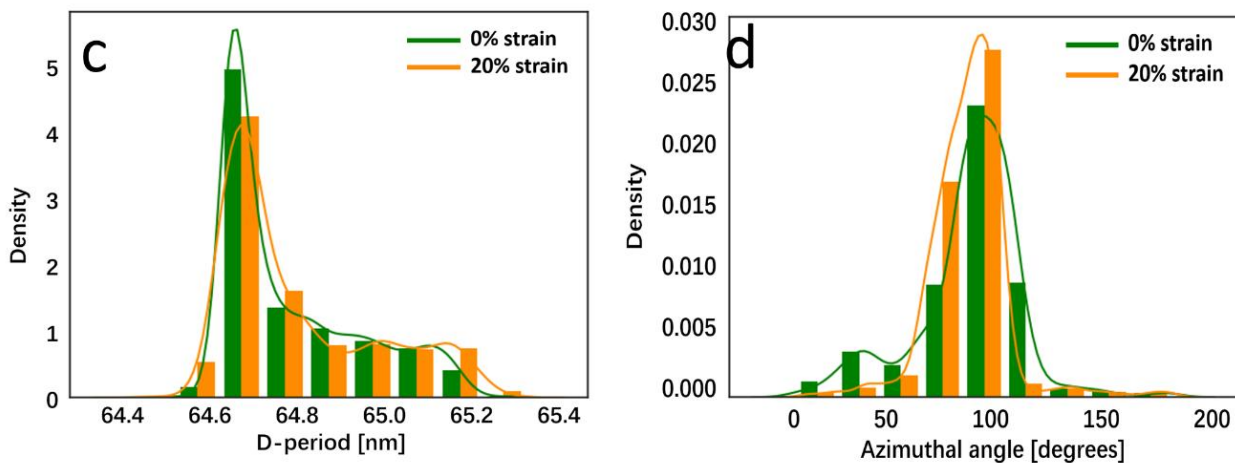 c
0% strain
20% strain
Density
5
4
3
2
1
0
64.4 64.6 64.8 65.0 65.2 65.4
D-period [nm]
d
0% strain
20% strain
Density
0.030
0.025
0.020
0.015
0.010
0.005
0.000
0 50 100 150 200
Azimuthal angle [degrees]